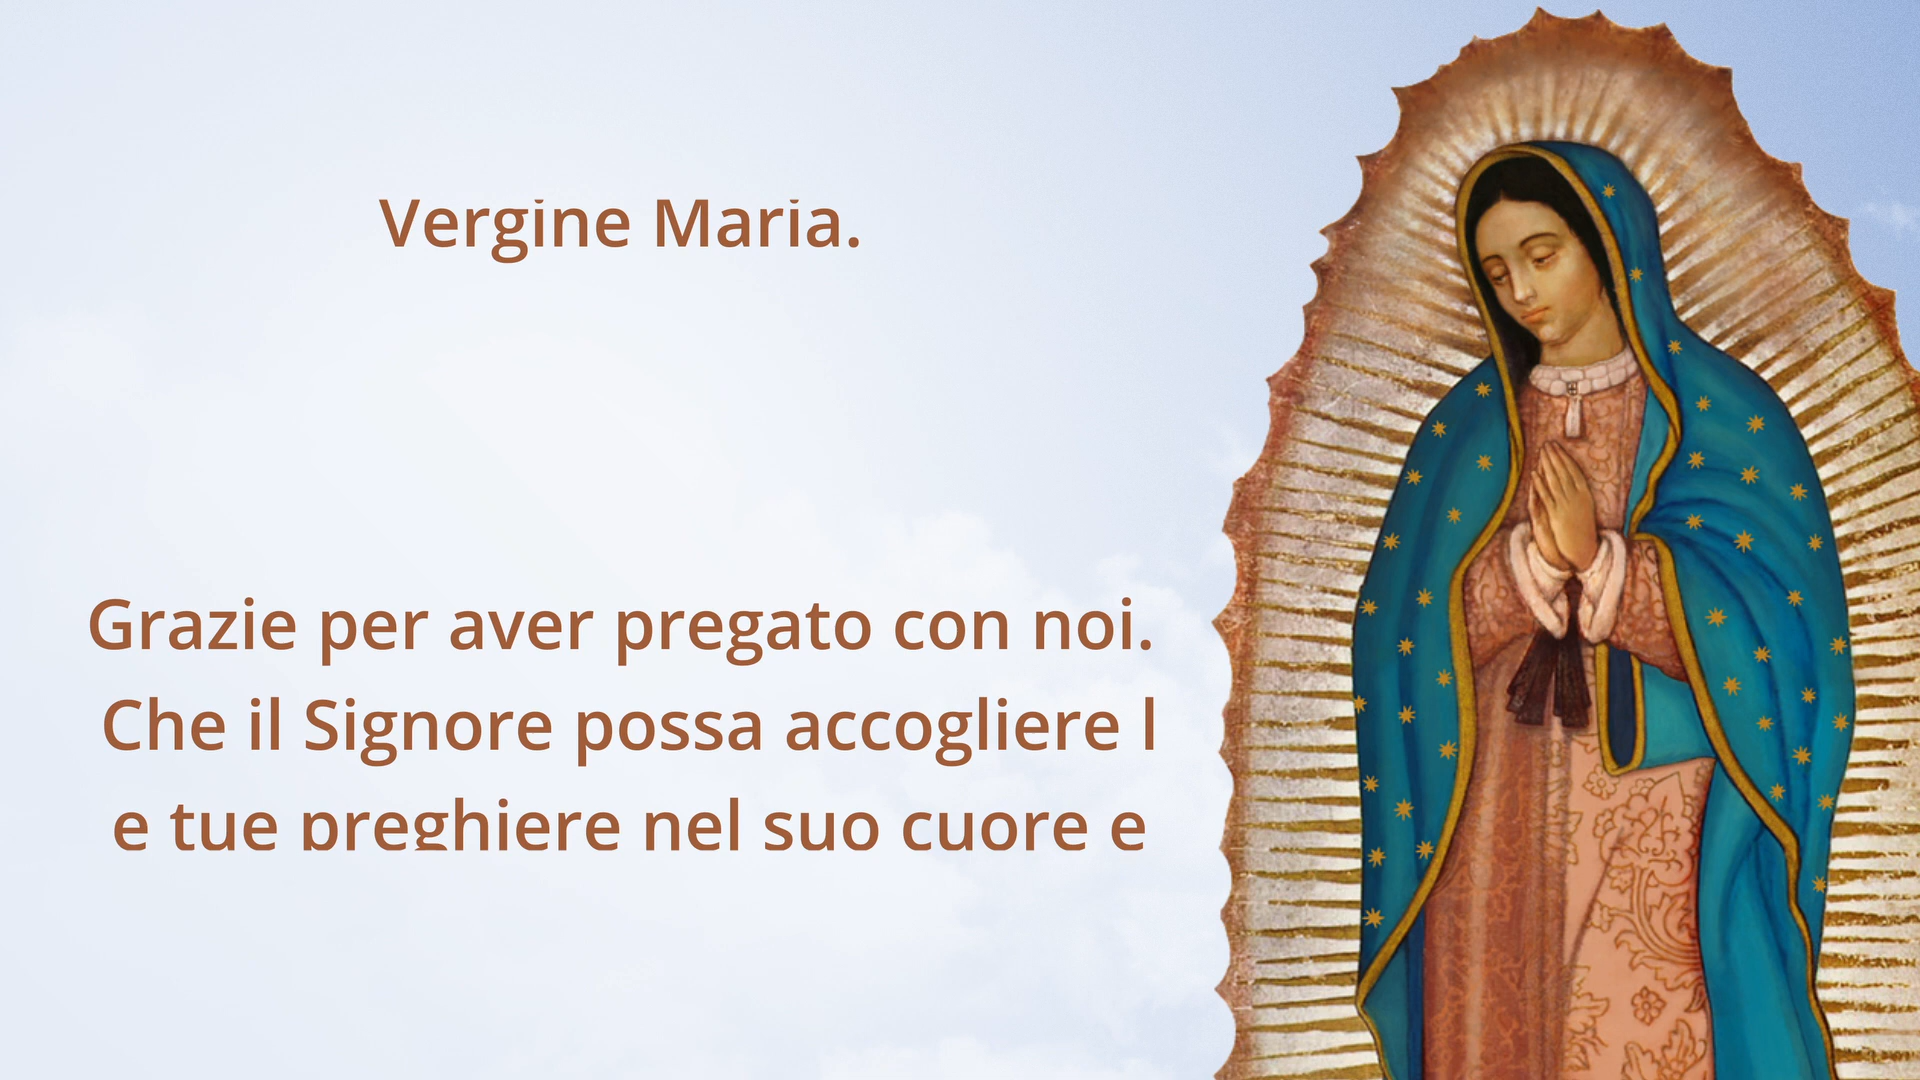 Vergine Maria.
Grazie per aver pregato con noi.
Che il Signore possa accogliere l
e tue preghiere nel suo cuore e